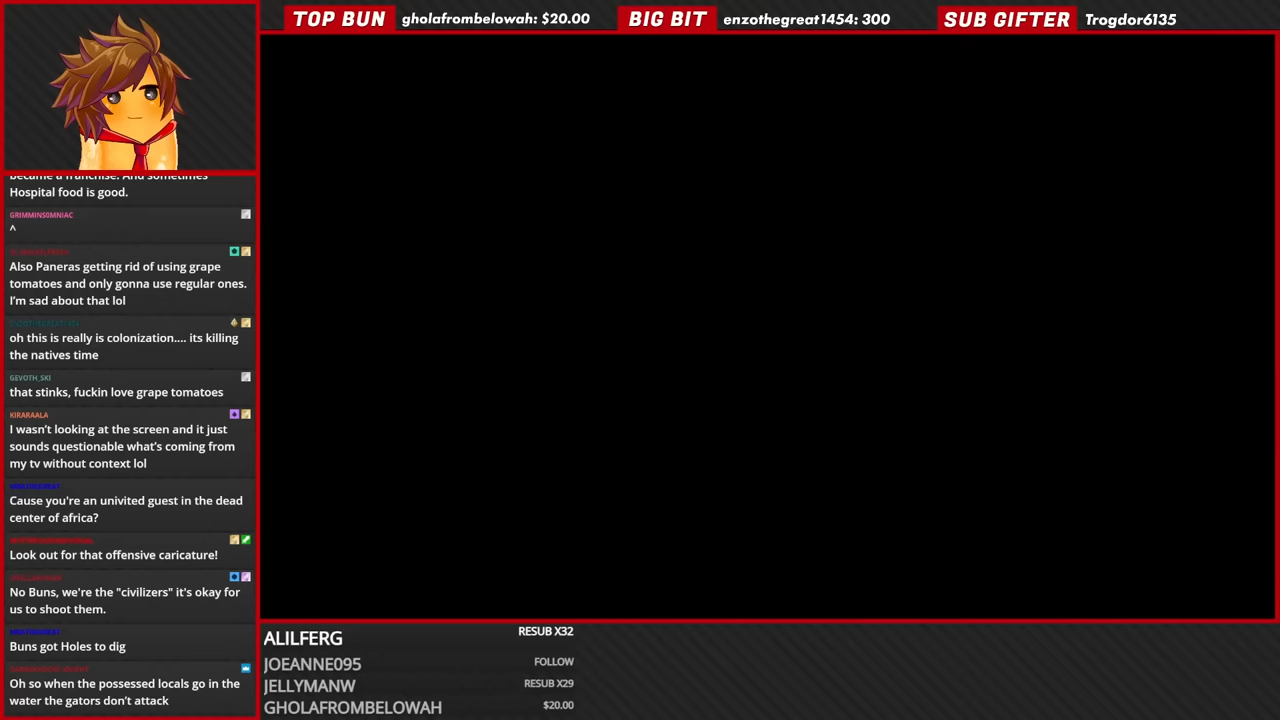 TOP BUN gholafrombelowah: $20.00 BIG BIT enzothegreat1454: 300 SUB GIFTER Trogdor6135
became a franchise. And sometimes
Hospital food is good.
GRIMMINS0MNIAC
^
Also Paneras getting rid of using grape
tomatoes and only gonna use regular ones.
I'm sad about that lol
ENZOTHEGREAT1454
oh this is really is colonization.... its killing
the natives time
GEVOTH_SKI
that stinks, fuckin love grape tomatoes
KIRARAALA
I wasn't looking at the screen and it just
sounds questionable what's coming from
my tv without context lol
Cause you're an univited guest in the dead
center of africa?
Look out for that offensive caricature!
No Buns, we're the "civilizers" it's okay for
us to shoot them.
Buns got Holes to dig
Oh so when the possessed locals go in the
water the gators don't attack
ALILFERG RESUB X32
JOEANNE095 FOLLOW
JELLYMANW RESUB X29
GHOLAFROMBELOWAH $20.00